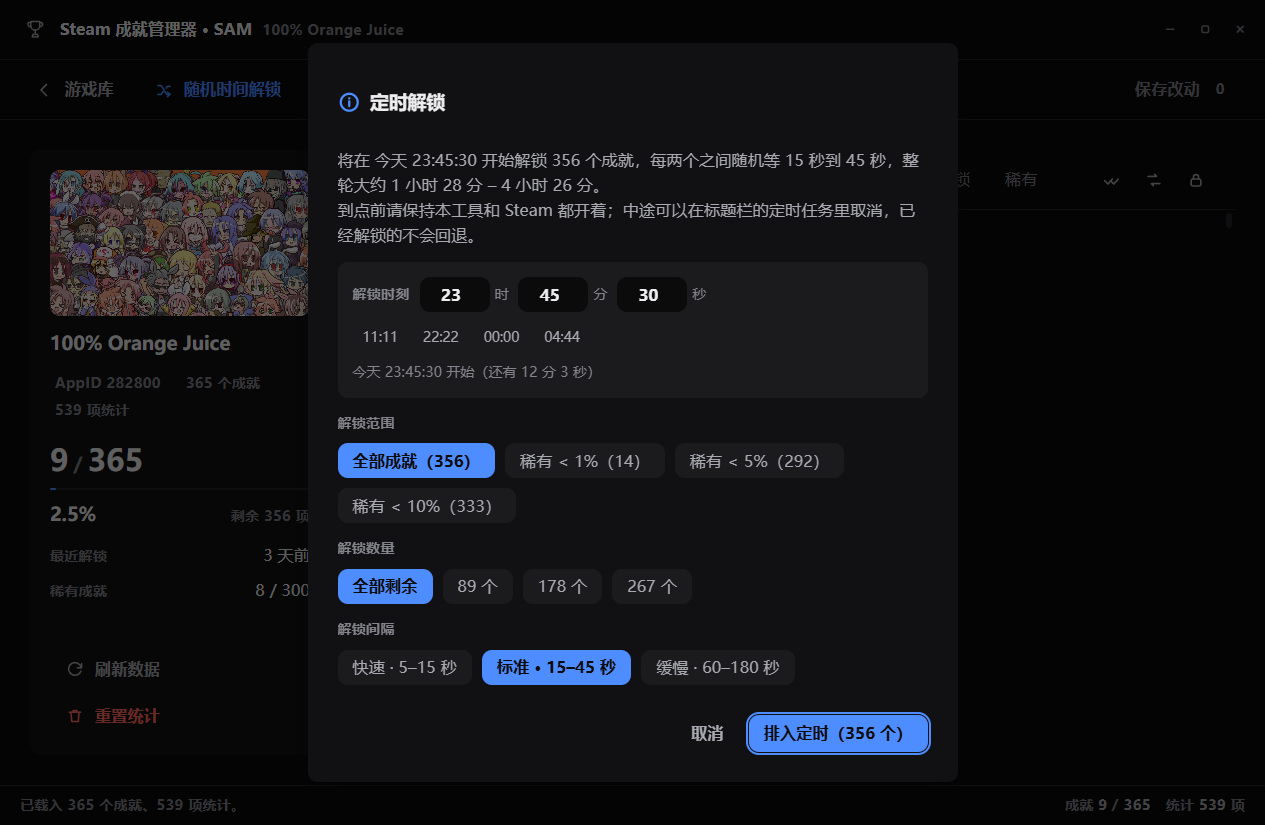 Steam 成就管理器 • SAM 100% Orange Juice
游戏库 随机时间解锁 保存改动 0
定时解锁
将在 今天 23:45:30 开始解锁 356 个成就，每两个之间随机等 15 秒到 45 秒，整
轮大约 1 小时 28 分 – 4 小时 26 分。
到点前请保持本工具和 Steam 都开着；中途可以在标题栏的定时任务里取消，已
经解锁的不会回退。
锁 稀有
解锁时刻 23 时 45 分 30 秒
11:11 22:22 00:00 04:44
今天 23:45:30 开始（还有 12 分 3 秒）
解锁范围
全部成就（356） 稀有 < 1%（14） 稀有 < 5%（292）
稀有 < 10%（333）
解锁数量
全部剩余 89 个 178 个 267 个
解锁间隔
快速 · 5–15 秒 标准 • 15–45 秒 缓慢 · 60–180 秒
取消 排入定时（356 个）
100% Orange Juice
AppID 282800 365 个成就
539 项统计
9 / 365
2.5% 剩余 356 项
最近解锁 3 天前
稀有成就 8 / 300
刷新数据
重置统计
已载入 365 个成就、539 项统计。 成就 9 / 365 统计 539 项